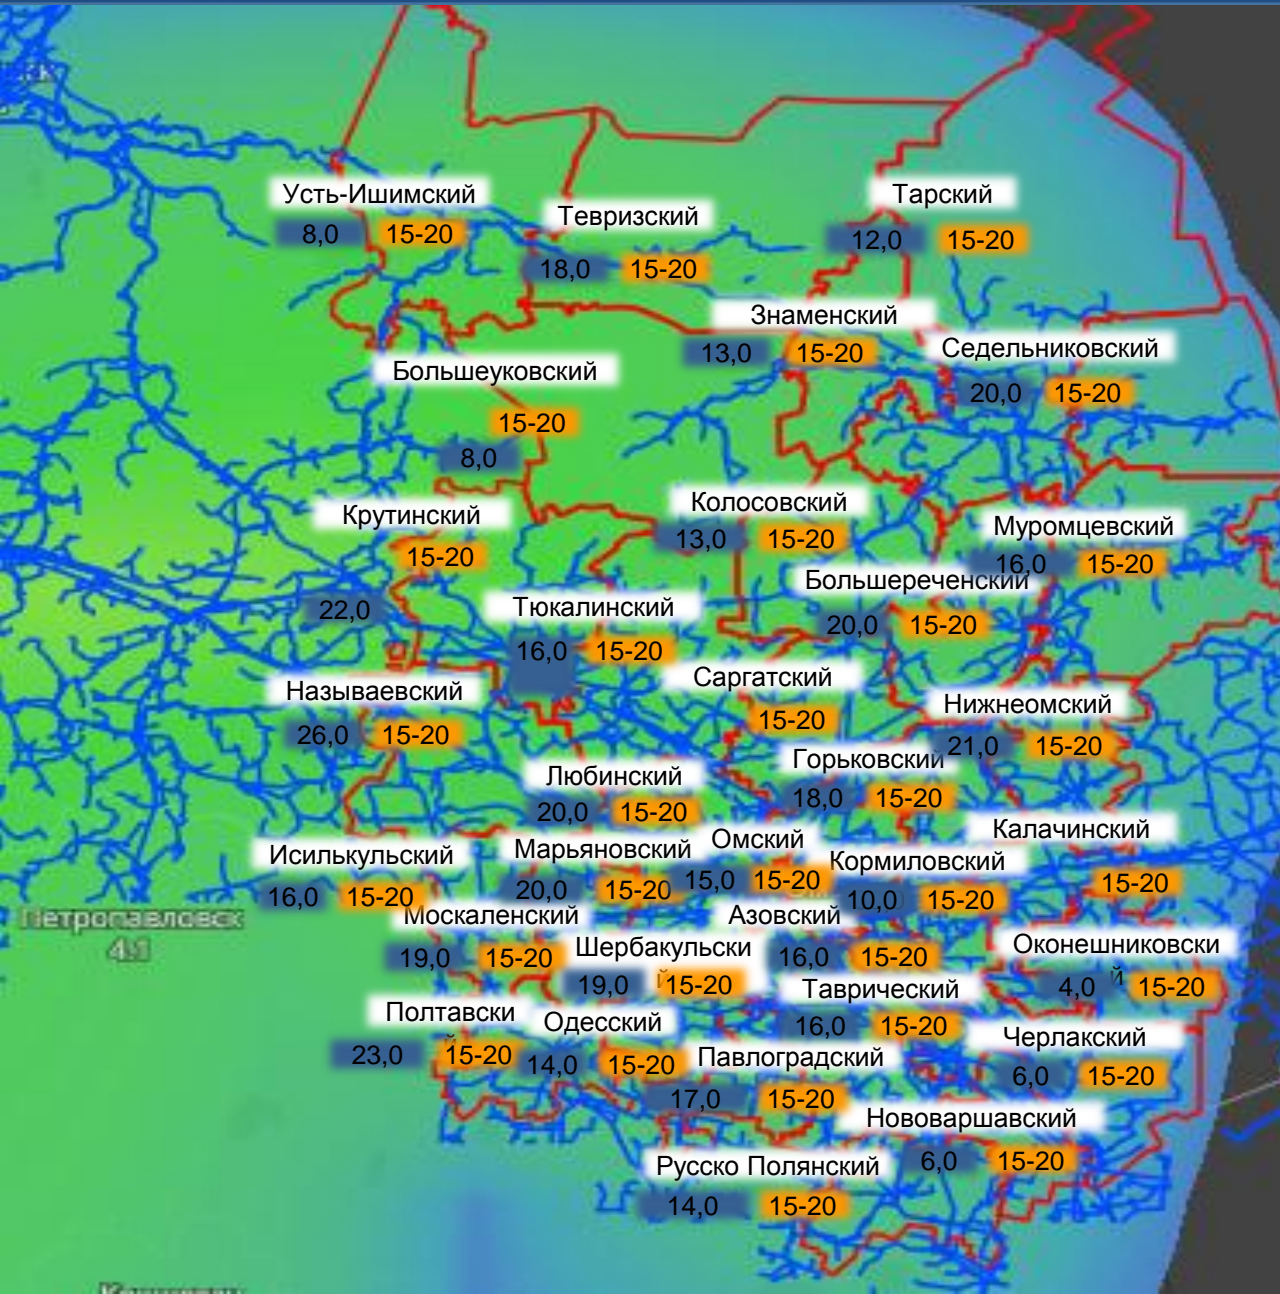 Усть-Ишимский
8,0 15-20
Тевризский
18,0 15-20
Тарский
12,0 15-20
Знаменский
13,0 15-20
Седельниковский
20,0 15-20
Большеуковский
15-20
8,0
Крутинский
15-20
22,0
Колосовский
13,0 15-20
Муромцевский
16,0 15-20
Большереченский
20,0 15-20
Тюкалинский
16,0 15-20
Саргатский
15-20
Называевский
26,0 15-20
Нижнеомский
21,0 15-20
Горьковский
18,0 15-20
Любинский
20,0 15-20
Калачинский
15-20
Омский
15,0 15-20
Марьяновский
20,0 15-20
Исилькульский
16,0 15-20
Кормиловский
10,0 15-20
Петропавловск
4.1
Москаленский
19,0 15-20
Азовский
16,0 15-20
Шербакульски
й
19,0 15-20
Оконешниковски
й
4,0 15-20
Таврический
16,0 15-20
Полтавски
й
23,0 15-20
Одесский
14,0 15-20
Черлакский
6,0 15-20
Павлоградский
17,0 15-20
Нововаршавский
6,0 15-20
Русско Полянский
14,0 15-20